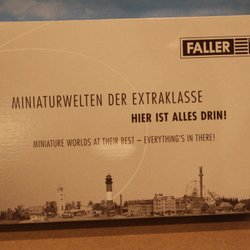 FALLER
MINIATURWELTEN DER EXTRAKLASSE
HIER IST ALLES DRIN!
MINIATURE WORLDS AT THEIR BEST – EVERYTHING'S IN THERE!